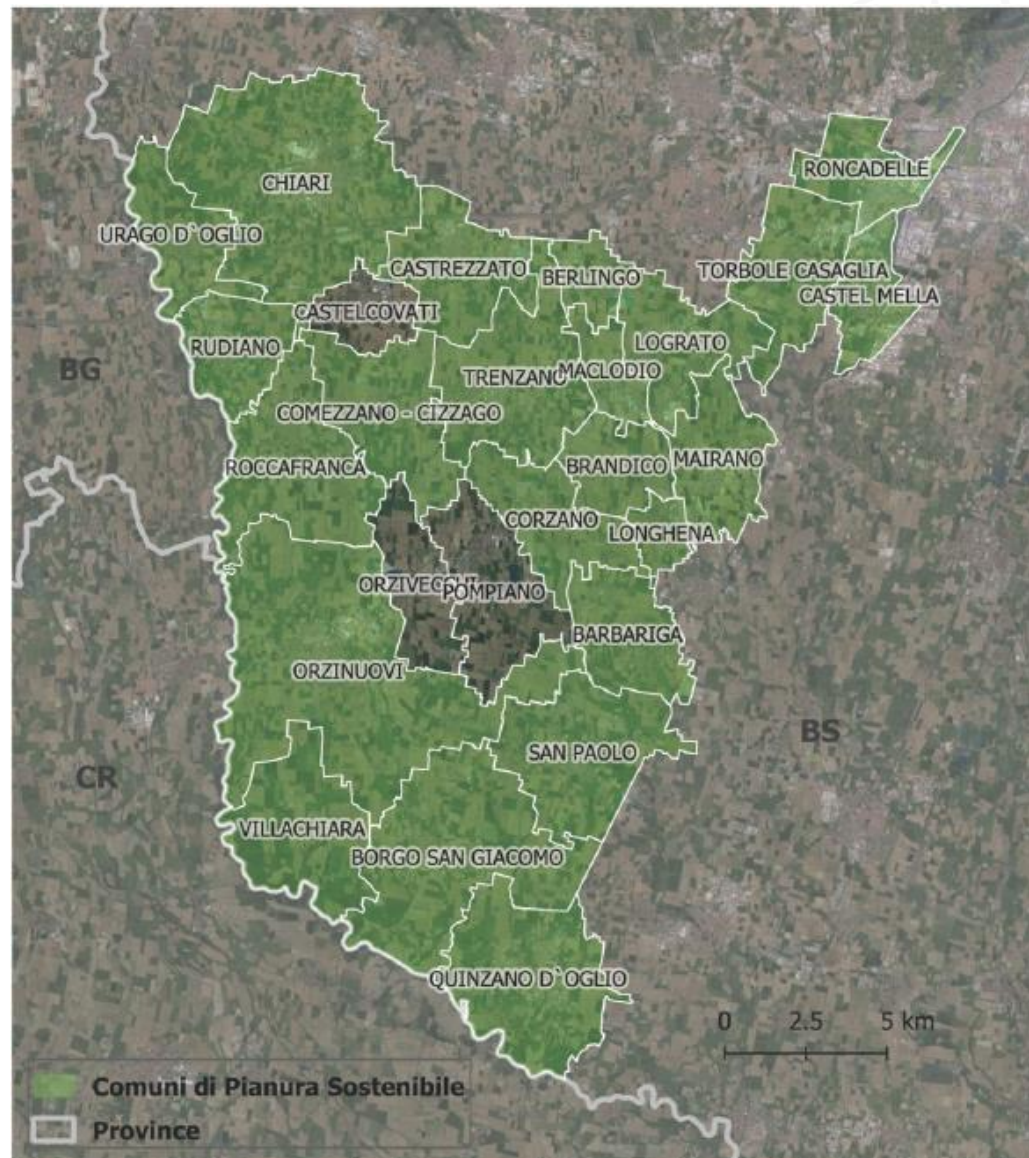 RONCADELLE
CHIARI
URAGO D`OGLIO
CASTREZZATO
BERLINGO
TORBOLE CASAGLIA
CASTEL MELLA
CASTELCOVATI
RUDIANO
LOGRATO
BG
TRENZANO
MACLODIO
COMEZZANO - CIZZAGO
ROCCAFRANCA
BRANDICO
MAIRANO
CORZANO
LONGHENA
ORZIVECCHI
POMPIANO
BARBARIGA
ORZINUOVI
BS
SAN PAOLO
CR
VILLACHIARA
BORGO SAN GIACOMO
QUINZANO D`OGLIO
0 2.5 5 km
Comuni di Pianura Sostenibile
Province